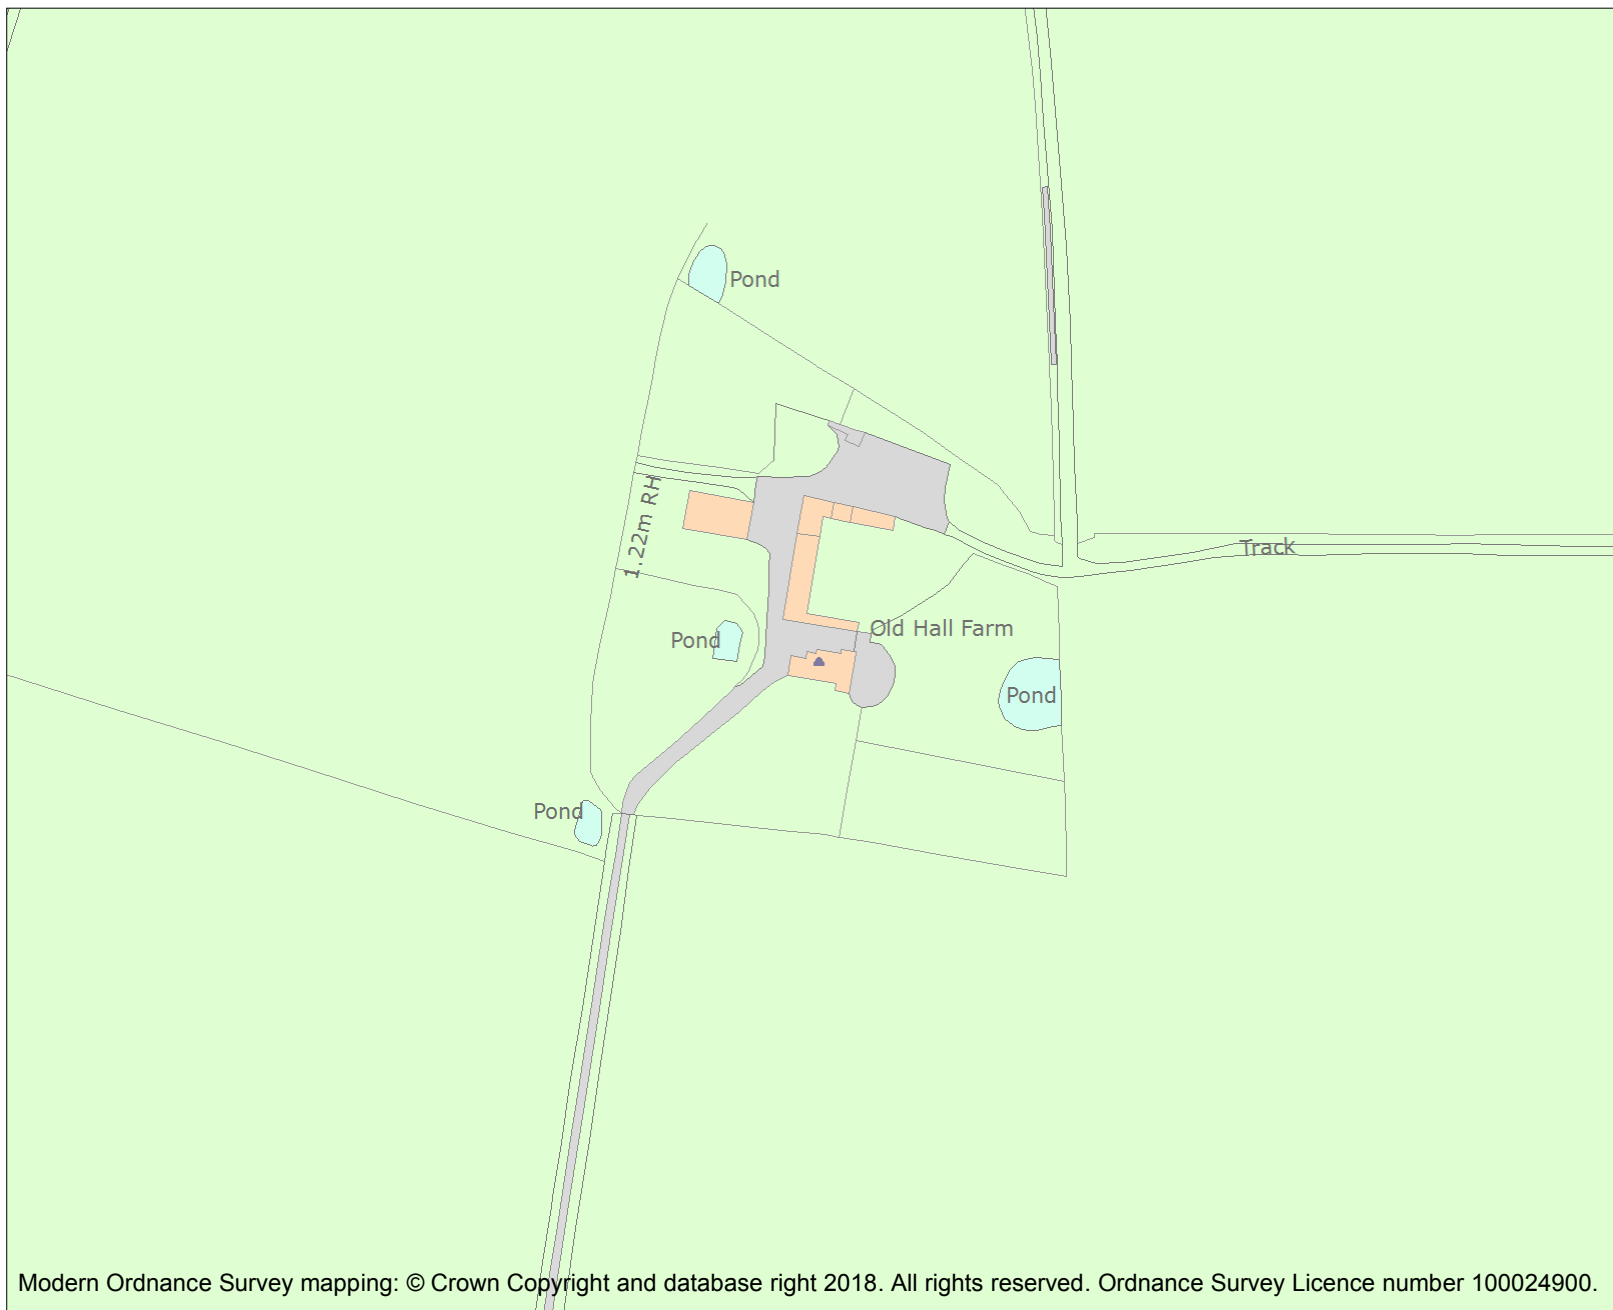 Pond
1.22m RH
Track
Old Hall Farm
Pond
Pond
Pond
Modern Ordnance Survey mapping: © Crown Copyright and database right 2018. All rights reserved. Ordnance Survey Licence number 100024900.